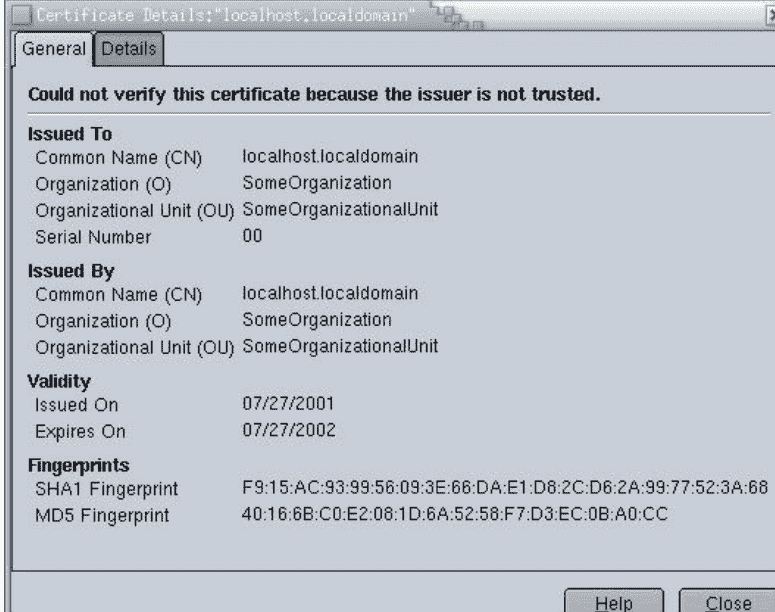 Certificate Details:"localhost.localdomain"
General Details
Could not verify this certificate because the issuer is not trusted.
Issued To
Common Name (CN) localhost.localdomain
Organization (O) SomeOrganization
Organizational Unit (OU) SomeOrganizationalUnit
Serial Number 00
Issued By
Common Name (CN) localhost.localdomain
Organization (O) SomeOrganization
Organizational Unit (OU) SomeOrganizationalUnit
Validity
Issued On 07/27/2001
Expires On 07/27/2002
Fingerprints
SHA1 Fingerprint F9:15:AC:93:99:56:09:3E:66:DA:E1:D8:2C:D6:2A:99:77:52:3A:68
MD5 Fingerprint 40:16:6B:C0:E2:08:1D:6A:52:58:F7:D3:EC:0B:A0:CC
Help Close